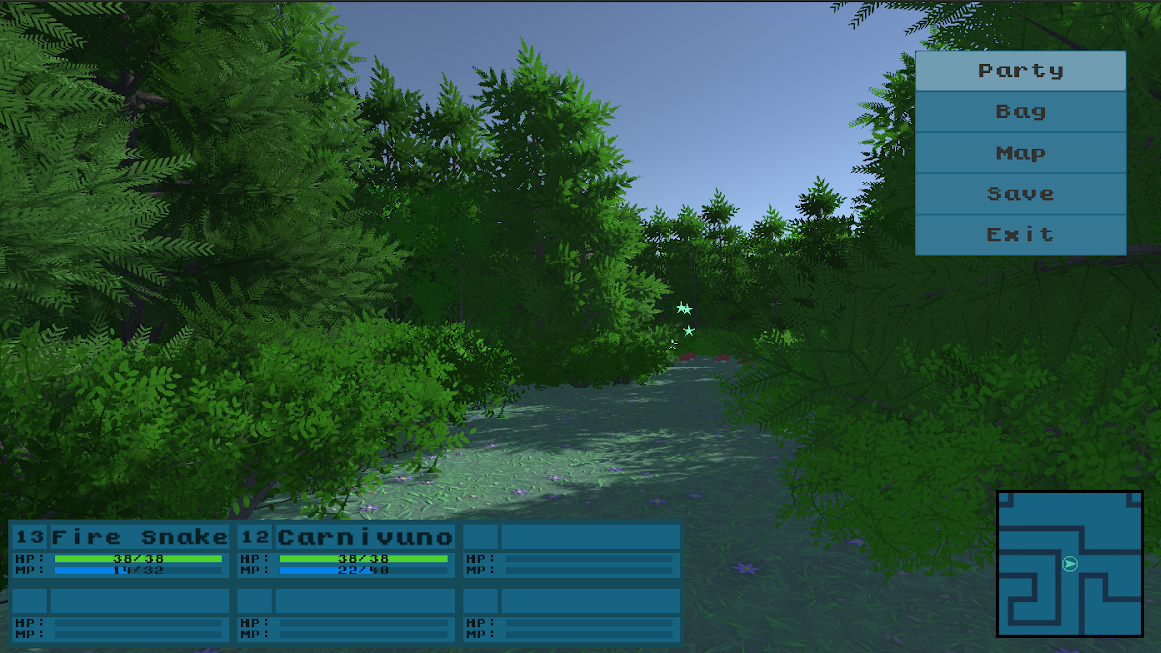 Party
Bag
Map
Save
Exit
13 Fire Snake 12 Carnivuno
HP: 38/38 HP: 38/38 HP:
MP: 14/32 MP: 22/40 MP:
HP: HP: HP:
MP: MP: MP: